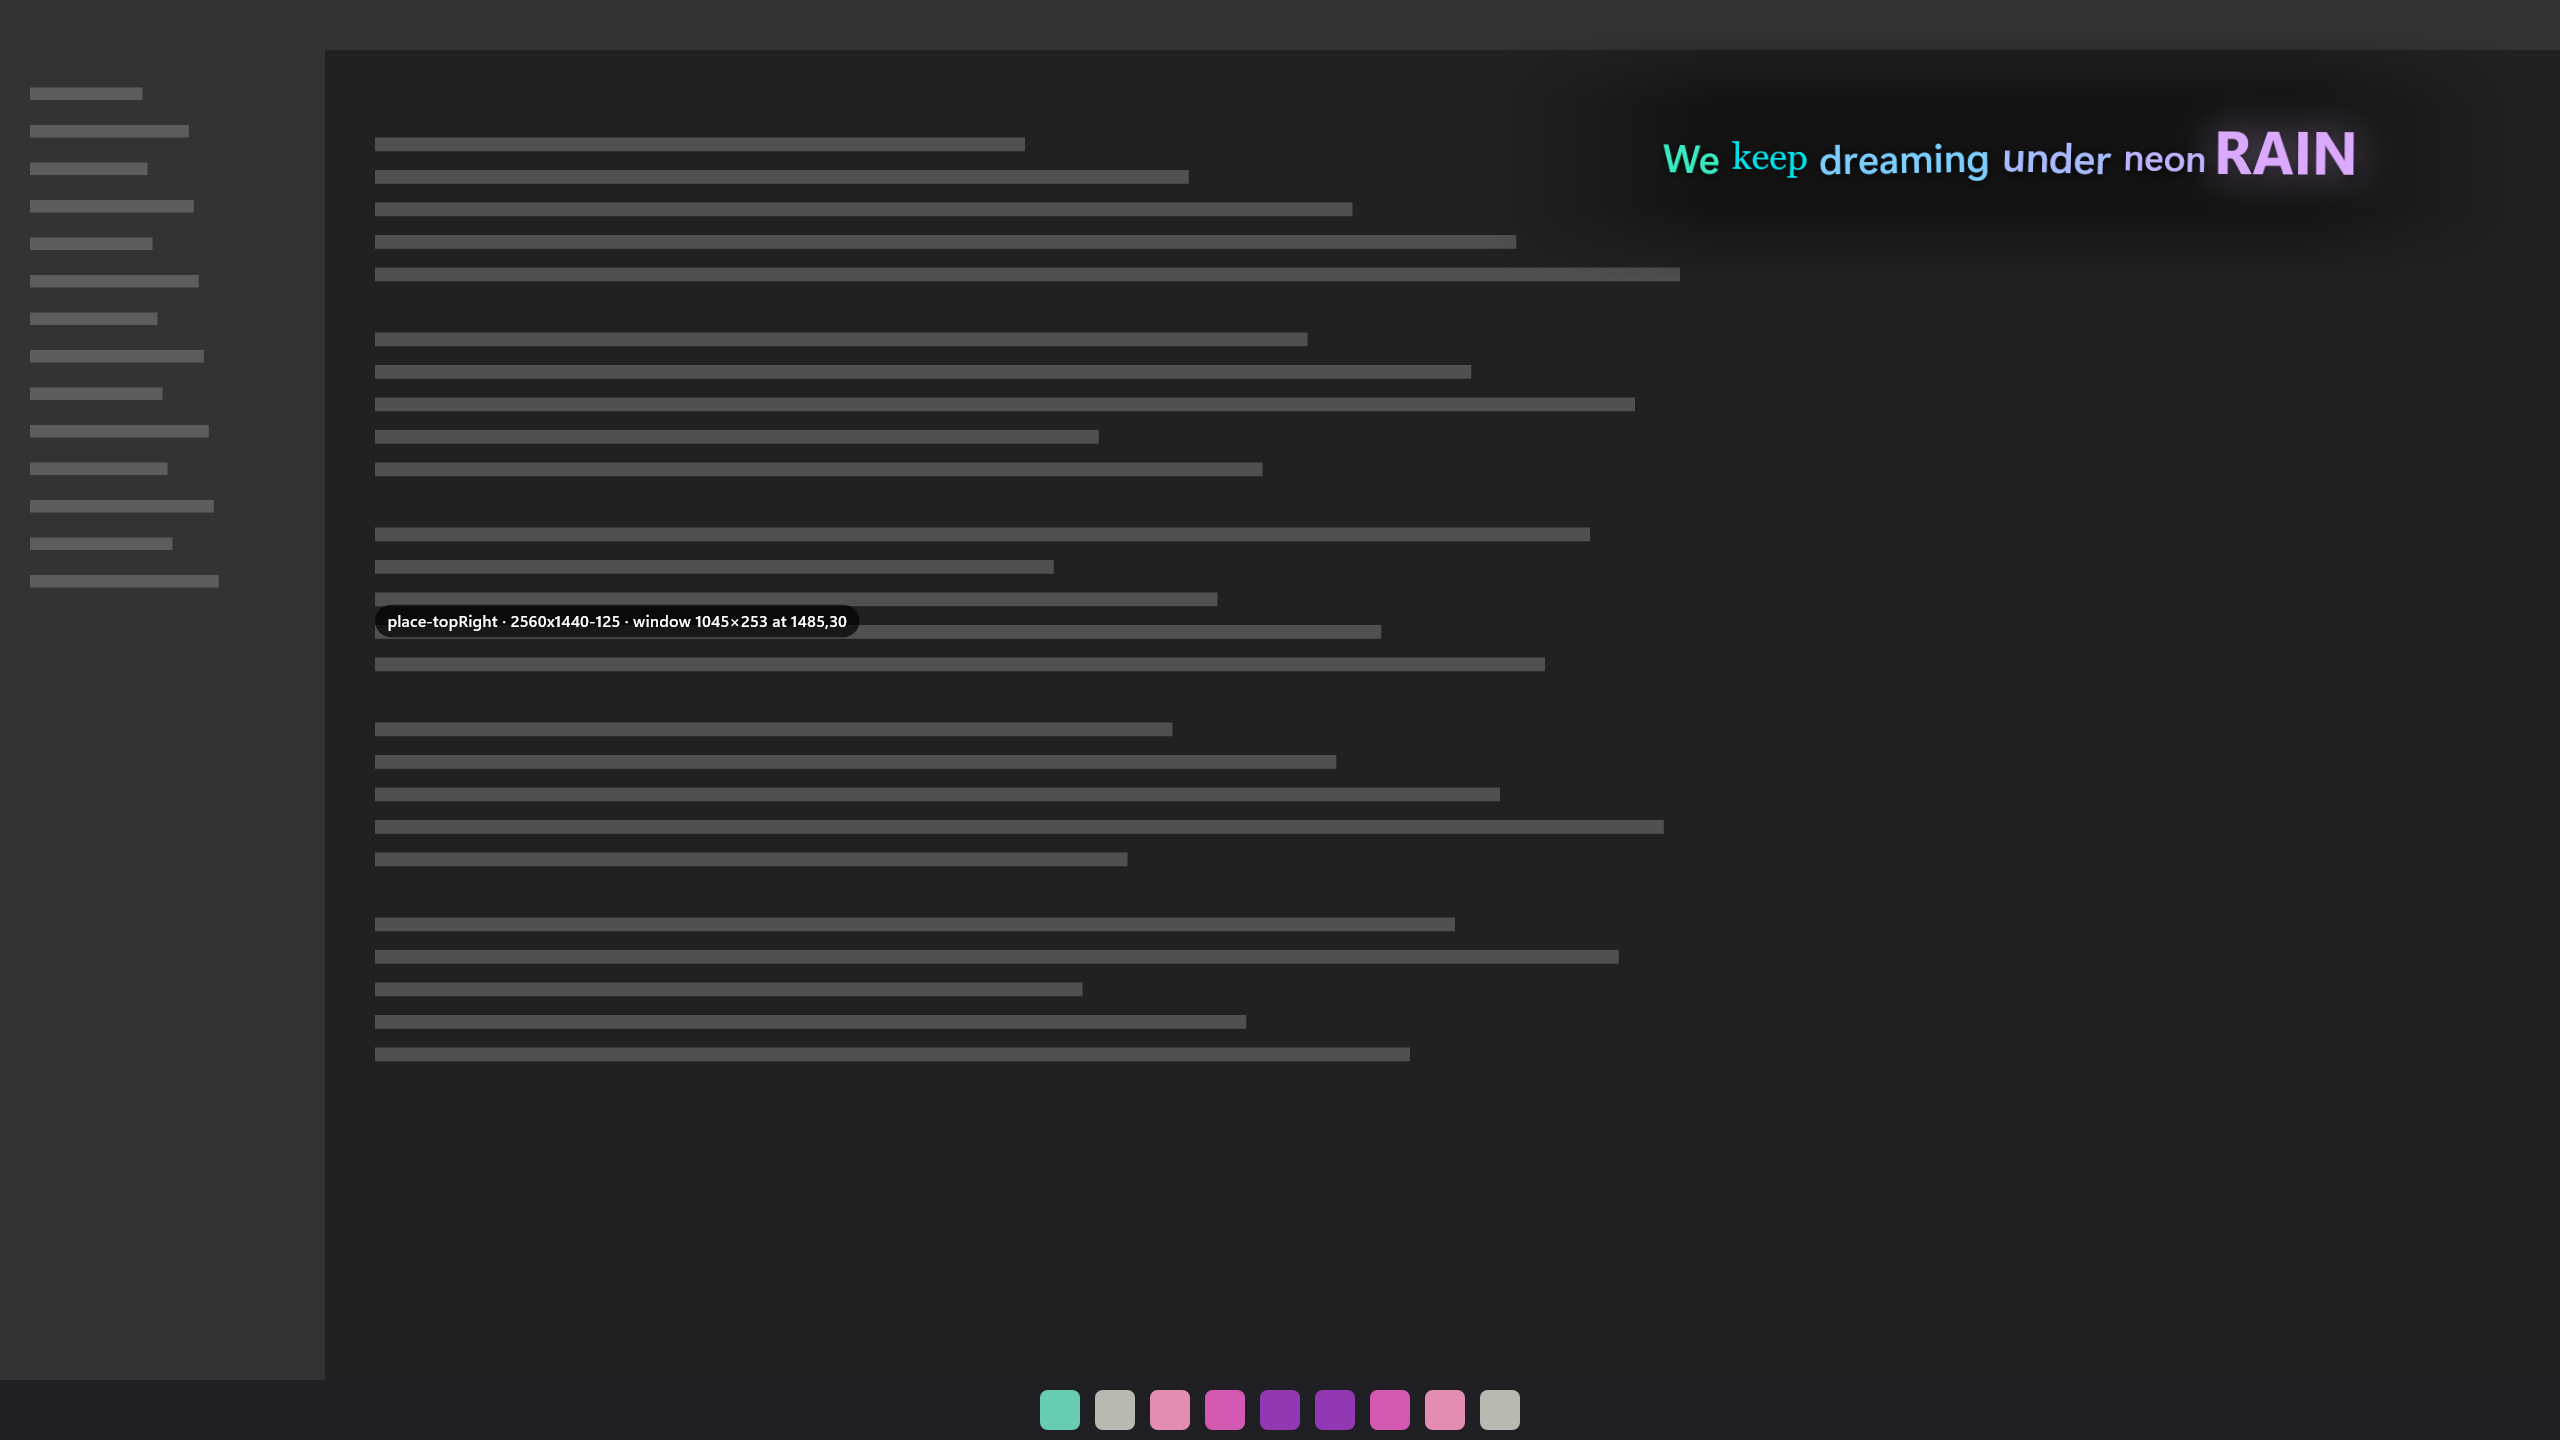 We keep dreaming under neon RAIN
place-topRight · 2560x1440-125 · window 1045×253 at 1485,30